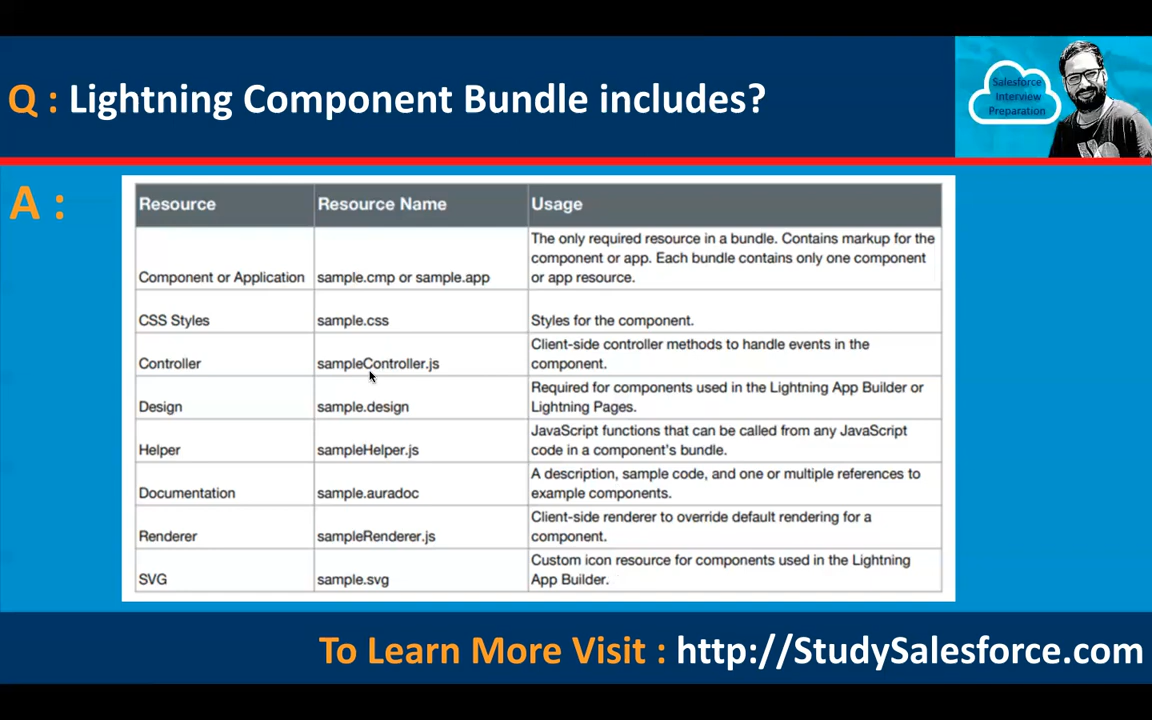 Q : Lightning Component Bundle includes?
Salesforce
Interview
Preparation
A :
Resource Resource Name Usage
The only required resource in a bundle. Contains markup for the
component or app. Each bundle contains only one component
Component or Application sample.cmp or sample.app or app resource.
CSS Styles sample.css Styles for the component.
Client-side controller methods to handle events in the
Controller sampleController.js component.
Required for components used in the Lightning App Builder or
Design sample.design Lightning Pages.
JavaScript functions that can be called from any JavaScript
Helper sampleHelper.js code in a component's bundle.
A description, sample code, and one or multiple references to
Documentation sample.auradoc example components.
Client-side renderer to override default rendering for a
Renderer sampleRenderer.js component.
Custom icon resource for components used in the Lightning
SVG sample.svg App Builder.
To Learn More Visit : http://StudySalesforce.com